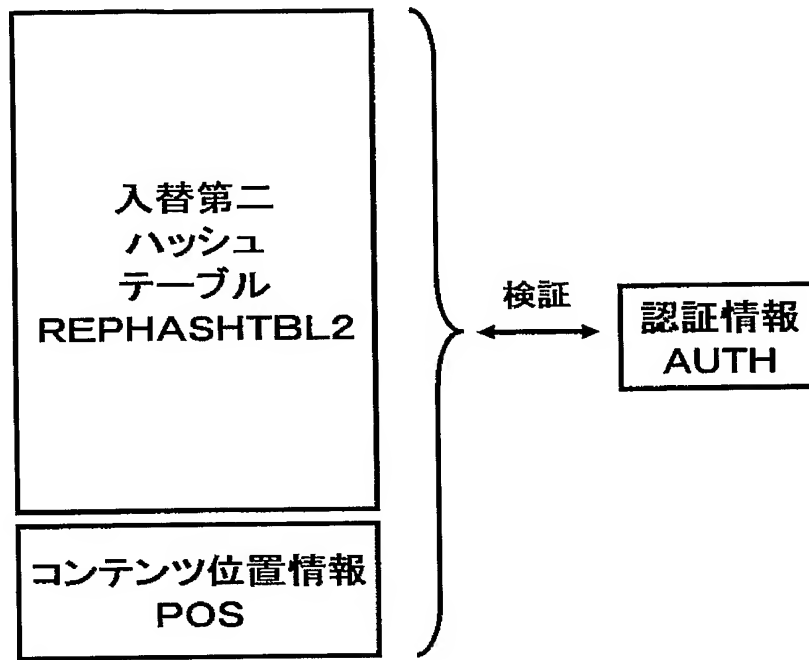 入替第二
ハッシュ
テーブル
REPHASHTBL2
コンテンツ位置情報
POS
検証
認証情報
AUTH